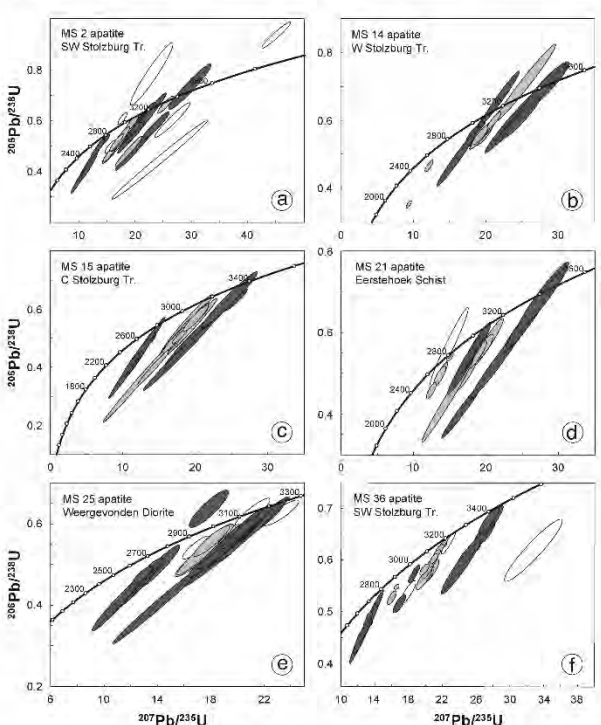 MS 2 apatite
SW Stolzburg Tr.
206Pb/238U
0.8
0.6
0.4
2400
2800
3200
10 20 30 40 50
a
MS 14 apatite
W Stolzburg Tr.
0.8
0.6
0.4
2000
2400
2800
3200
0 10 20 30
b
MS 15 apatite
C Stolzburg Tr.
206Pb/238U
0.6
0.4
0.2
1800
2200
2600
3000
3400
0 10 20 30
c
MS 21 apatite
Eerstehoek Schist
0.8
0.6
0.4
2000
2400
2800
3200
0 10 20 30
d
MS 25 apatite
Weergevonden Diorite
206Pb/238U
0.6
0.4
0.2
2300
2500
2700
2900
3100
3300
6 10 14 18 22
207Pb/235U
e
MS 36 apatite
SW Stolzburg Tr.
0.7
0.6
0.5
0.4
2800
3000
3200
3400
10 14 18 22 26 30 34 38
207Pb/235U
f